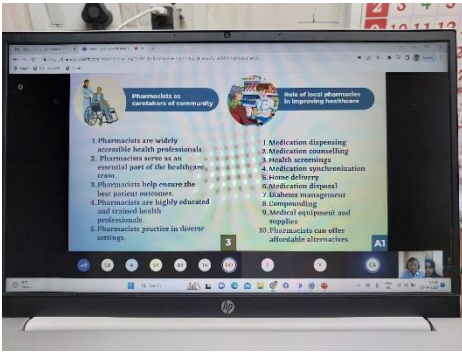 Pharmacists as
caretakers of community
Role of local pharmacies
in improving healthcare
1. Pharmacists are widely
accessible health professionals.
2. Pharmacists serve as an
essential part of the healthcare
team.
3. Pharmacists help ensure the
best patient outcomes.
4. Pharmacists are highly educated
and trained health
professionals.
5. Pharmacists practice in diverse
settings.
1. Medication dispensing
2. Medication counselling
3. Health screenings
4. Medication synchronization
5. Home delivery
6. Medication disposal
7. Diabetes management
8. Compounding
9. Medical equipment and
supplies
10. Pharmacists can offer
affordable alternatives
3
A1
hp